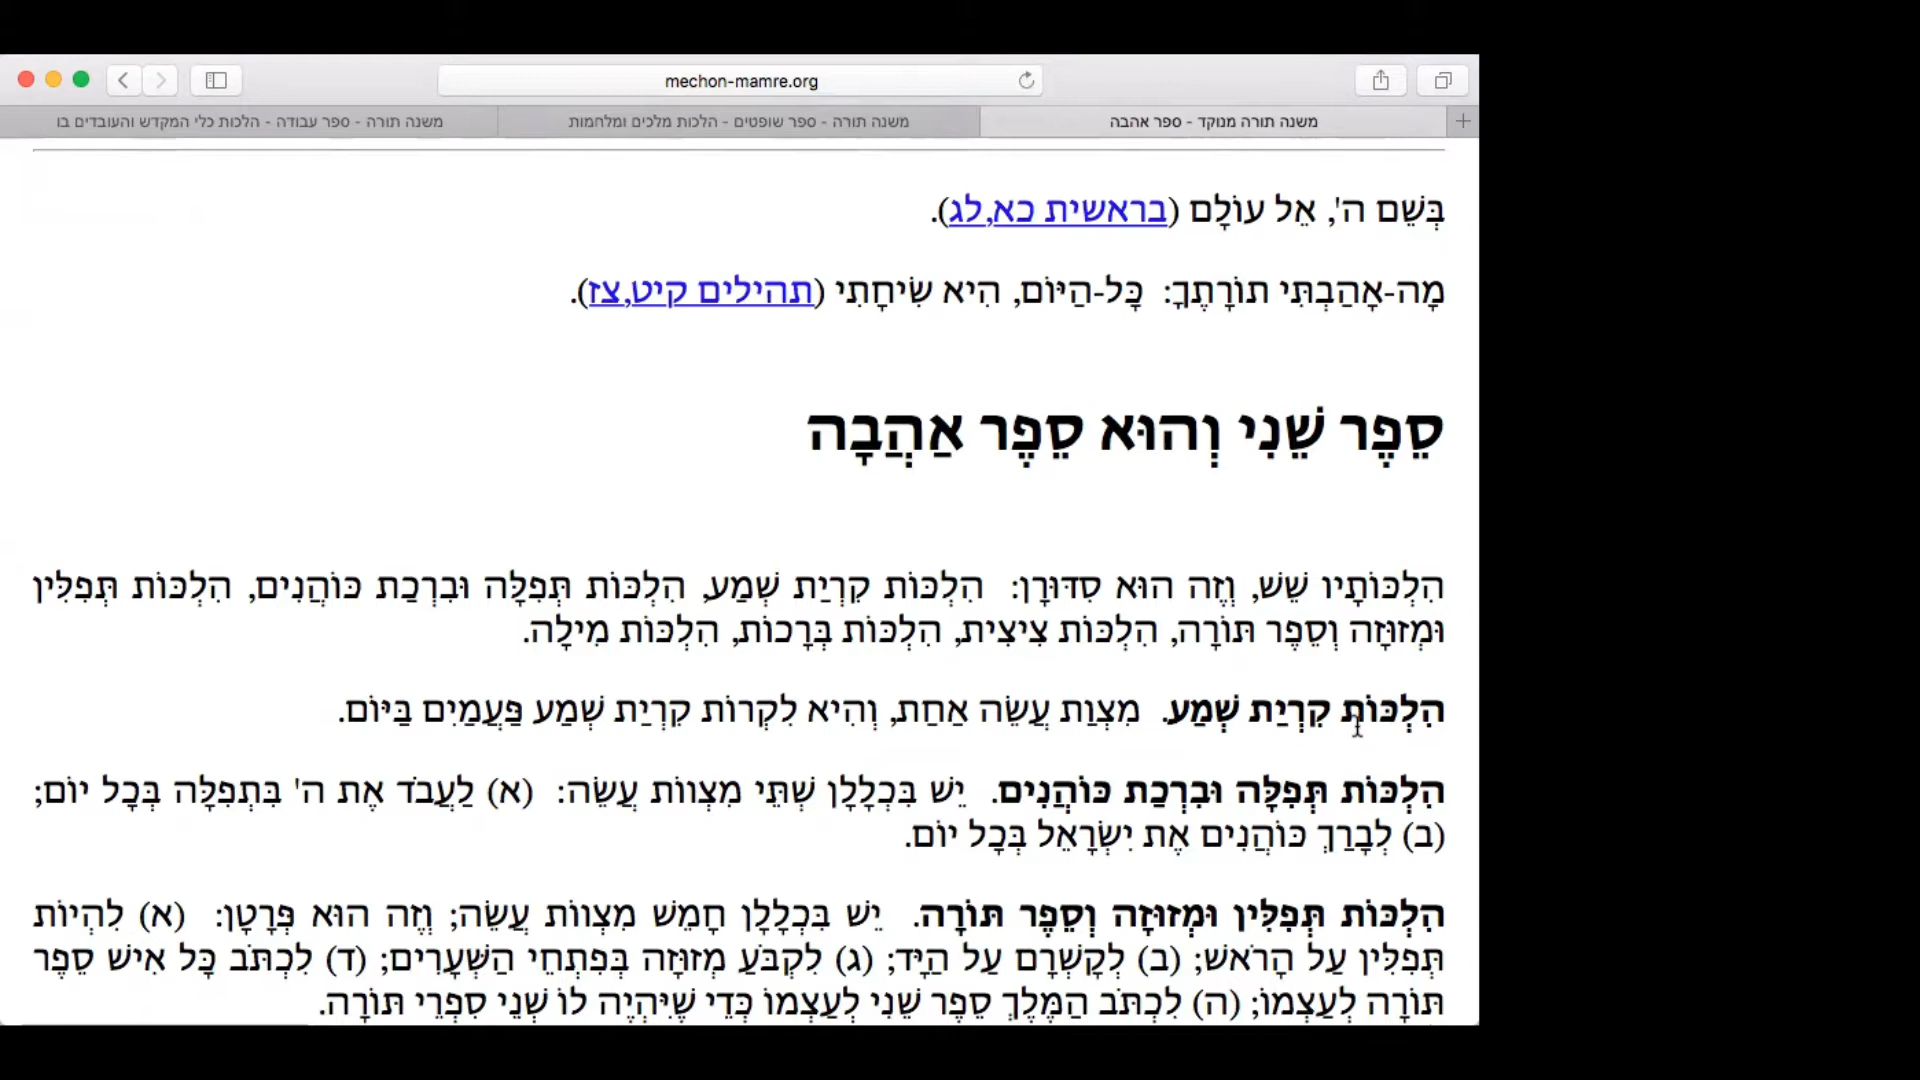 mechon-mamre.org
משנה תורה - ספר עבודה - הלכות כלי המקדש והעובדים בו
משנה תורה - ספר שופטים - הלכות מלכים ומלחמות
משנה תורה מנוקד - ספר אהבה
בְּשֵׁם ה', אֵל עוֹלָם (בראשית כא,לג).
מָה-אָהַבְתִּי תוֹרָתֶךָ:  כָּל-הַיּוֹם, הִיא שִׂיחָתִי (תהילים קיט,צז).
סֵפֶר שֵׁנִי וְהוּא סֵפֶר אַהֲבָה
הִלְכּוֹתָיו שֵׁשׁ, וְזֶה הוּא סִדּוּרָן:  הִלְכּוֹת קִרְיַת שְׁמַע, הִלְכּוֹת תְּפִלָּה וּבִרְכַּת כּוֹהֲנִים, הִלְכּוֹת תְּפִלִּין
וּמְזוּזָה וְסֵפֶר תּוֹרָה, הִלְכּוֹת צִיצִית, הִלְכּוֹת בְּרָכוֹת, הִלְכּוֹת מִילָה.
הִלְכּוֹת קִרְיַת שְׁמַע.  מִצְוַת עֲשֵׂה אַחַת, וְהִיא לִקְרוֹת קִרְיַת שְׁמַע פַּעֲמַיִם בַּיּוֹם.
הִלְכּוֹת תְּפִלָּה וּבִרְכַּת כּוֹהֲנִים.  יֵשׁ בִּכְלָלָן שְׁתֵּי מִצְווֹת עֲשֵׂה:  (א) לַעֲבֹד אֶת ה' בִּתְפִלָּה בְּכָל יוֹם;
(ב) לְבָרַךְ כּוֹהֲנִים אֶת יִשְׂרָאֵל בְּכָל יוֹם.
הִלְכּוֹת תְּפִלִּין וּמְזוּזָה וְסֵפֶר תּוֹרָה.  יֵשׁ בִּכְלָלָן חָמֵשׁ מִצְווֹת עֲשֵׂה; וְזֶה הוּא פְּרָטָן:  (א) לִהְיוֹת
תְּפִלִּין עַל הָרֹאשׁ; (ב) לְקָשְׁרָם עַל הַיָּד; (ג) לִקְבֹּעַ מְזוּזָה בְּפִתְחֵי הַשְּׁעָרִים; (ד) לִכְתֹּב כָּל אִישׁ סֵפֶר
תּוֹרָה לְעַצְמוֹ; (ה) לִכְתֹּב הַמֶּלֶךְ סֵפֶר שֵׁנִי לְעַצְמוֹ כְּדֵי שֶׁיִּהְיֶה לוֹ שְׁנֵי סִפְרֵי תּוֹרָה.